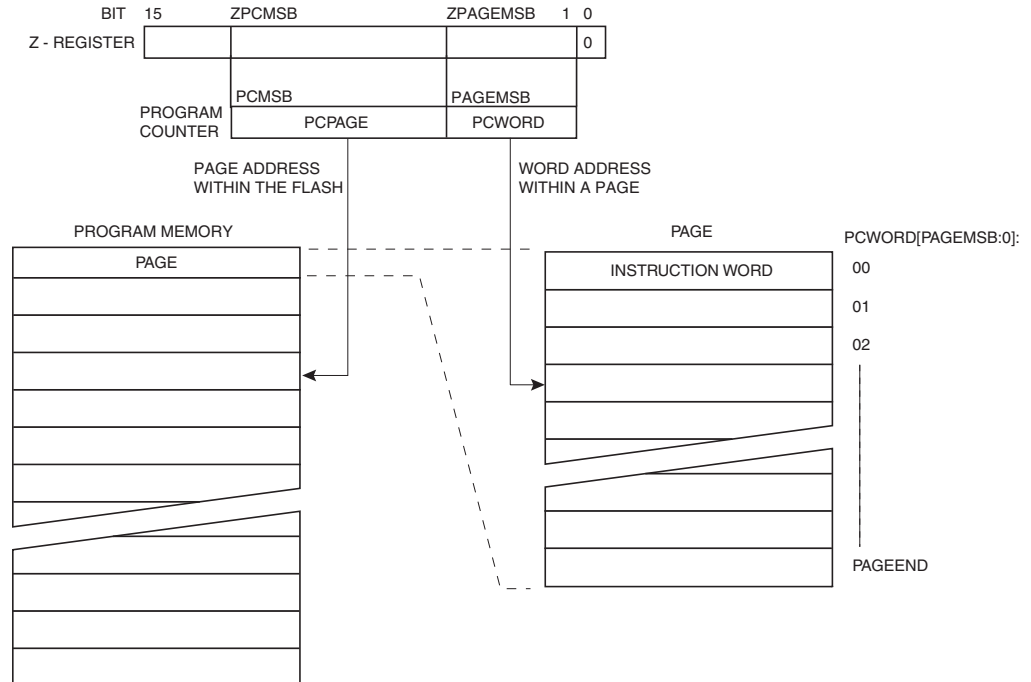 BIT 15 ZPCMSB ZPAGEMSB 1 0
Z - REGISTER 0
PCMSB PAGEMSB
PROGRAM
COUNTER
PCPAGE PCWORD
PAGE ADDRESS
WITHIN THE FLASH
WORD ADDRESS
WITHIN A PAGE
PROGRAM MEMORY PAGE PCWORD[PAGEMSB:0]:
PAGE INSTRUCTION WORD 00
01
02
PAGEEND